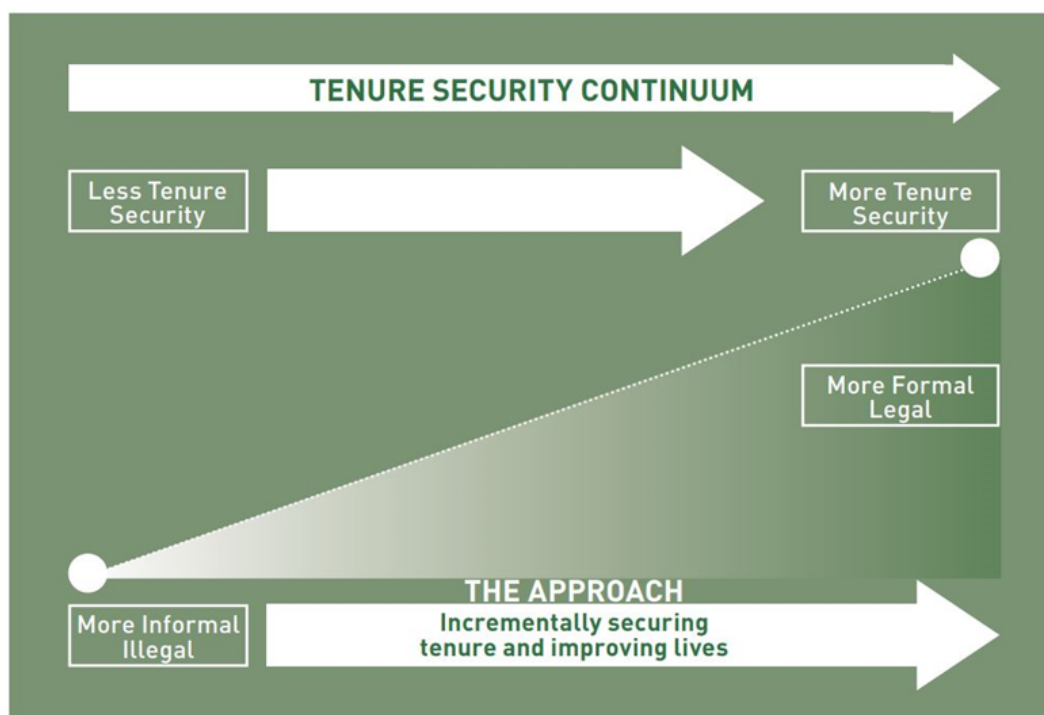 TENURE SECURITY CONTINUUM
Less Tenure
Security
More Tenure
Security
More Formal
Legal
THE APPROACH
More Informal
Illegal
Incrementally securing
tenure and improving lives